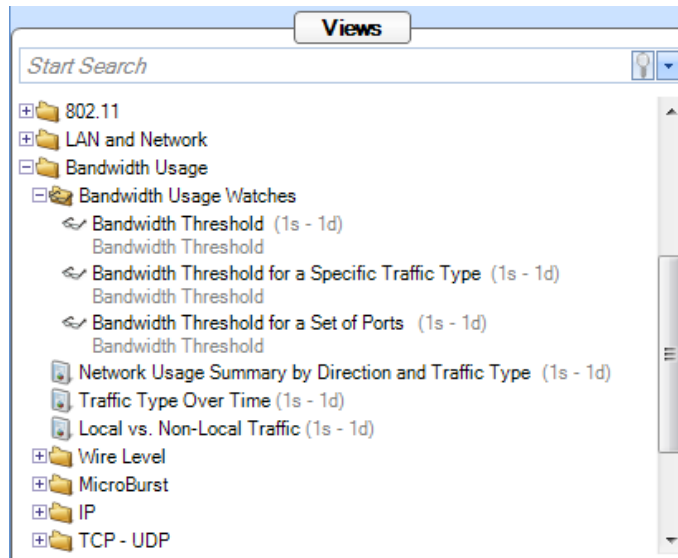 Views
Start Search
802.11
LAN and Network
Bandwidth Usage
Bandwidth Usage Watches
Bandwidth Threshold (1s - 1d)
Bandwidth Threshold
Bandwidth Threshold for a Specific Traffic Type (1s - 1d)
Bandwidth Threshold
Bandwidth Threshold for a Set of Ports (1s - 1d)
Bandwidth Threshold
Network Usage Summary by Direction and Traffic Type (1s - 1d)
Traffic Type Over Time (1s - 1d)
Local vs. Non-Local Traffic (1s - 1d)
Wire Level
MicroBurst
IP
TCP - UDP